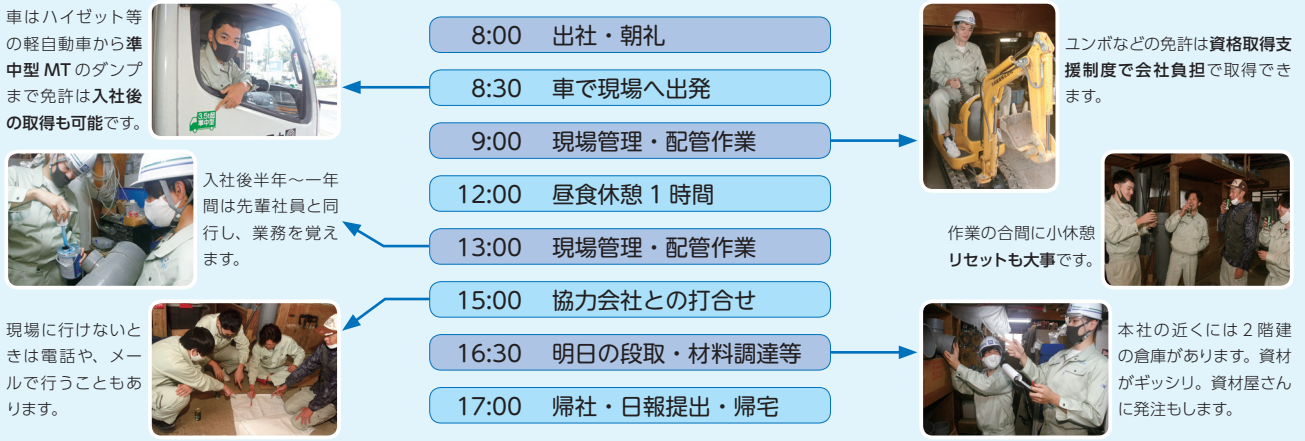 車はハイゼット等
の軽自動車から準
中型 MT のダンプ
まで免許は入社後
の取得も可能です。
入社後半年〜一年
間は先輩社員と同
行し、業務を覚え
ます。
現場に行けないと
きは電話や、メー
ルで行うこともあ
ります。
8:00 出社・朝礼
8:30 車で現場へ出発
9:00 現場管理・配管作業
12:00 昼食休憩 1 時間
13:00 現場管理・配管作業
15:00 協力会社との打合せ
16:30 明日の段取・材料調達等
17:00 帰社・日報提出・帰宅
ユンボなどの免許は資格取得支
援制度で会社負担で取得でき
ます。
作業の合間に小休憩
リセットも大事です。
本社の近くには 2 階建
の倉庫があります。資材
がギッシリ。資材屋さん
に発注もします。